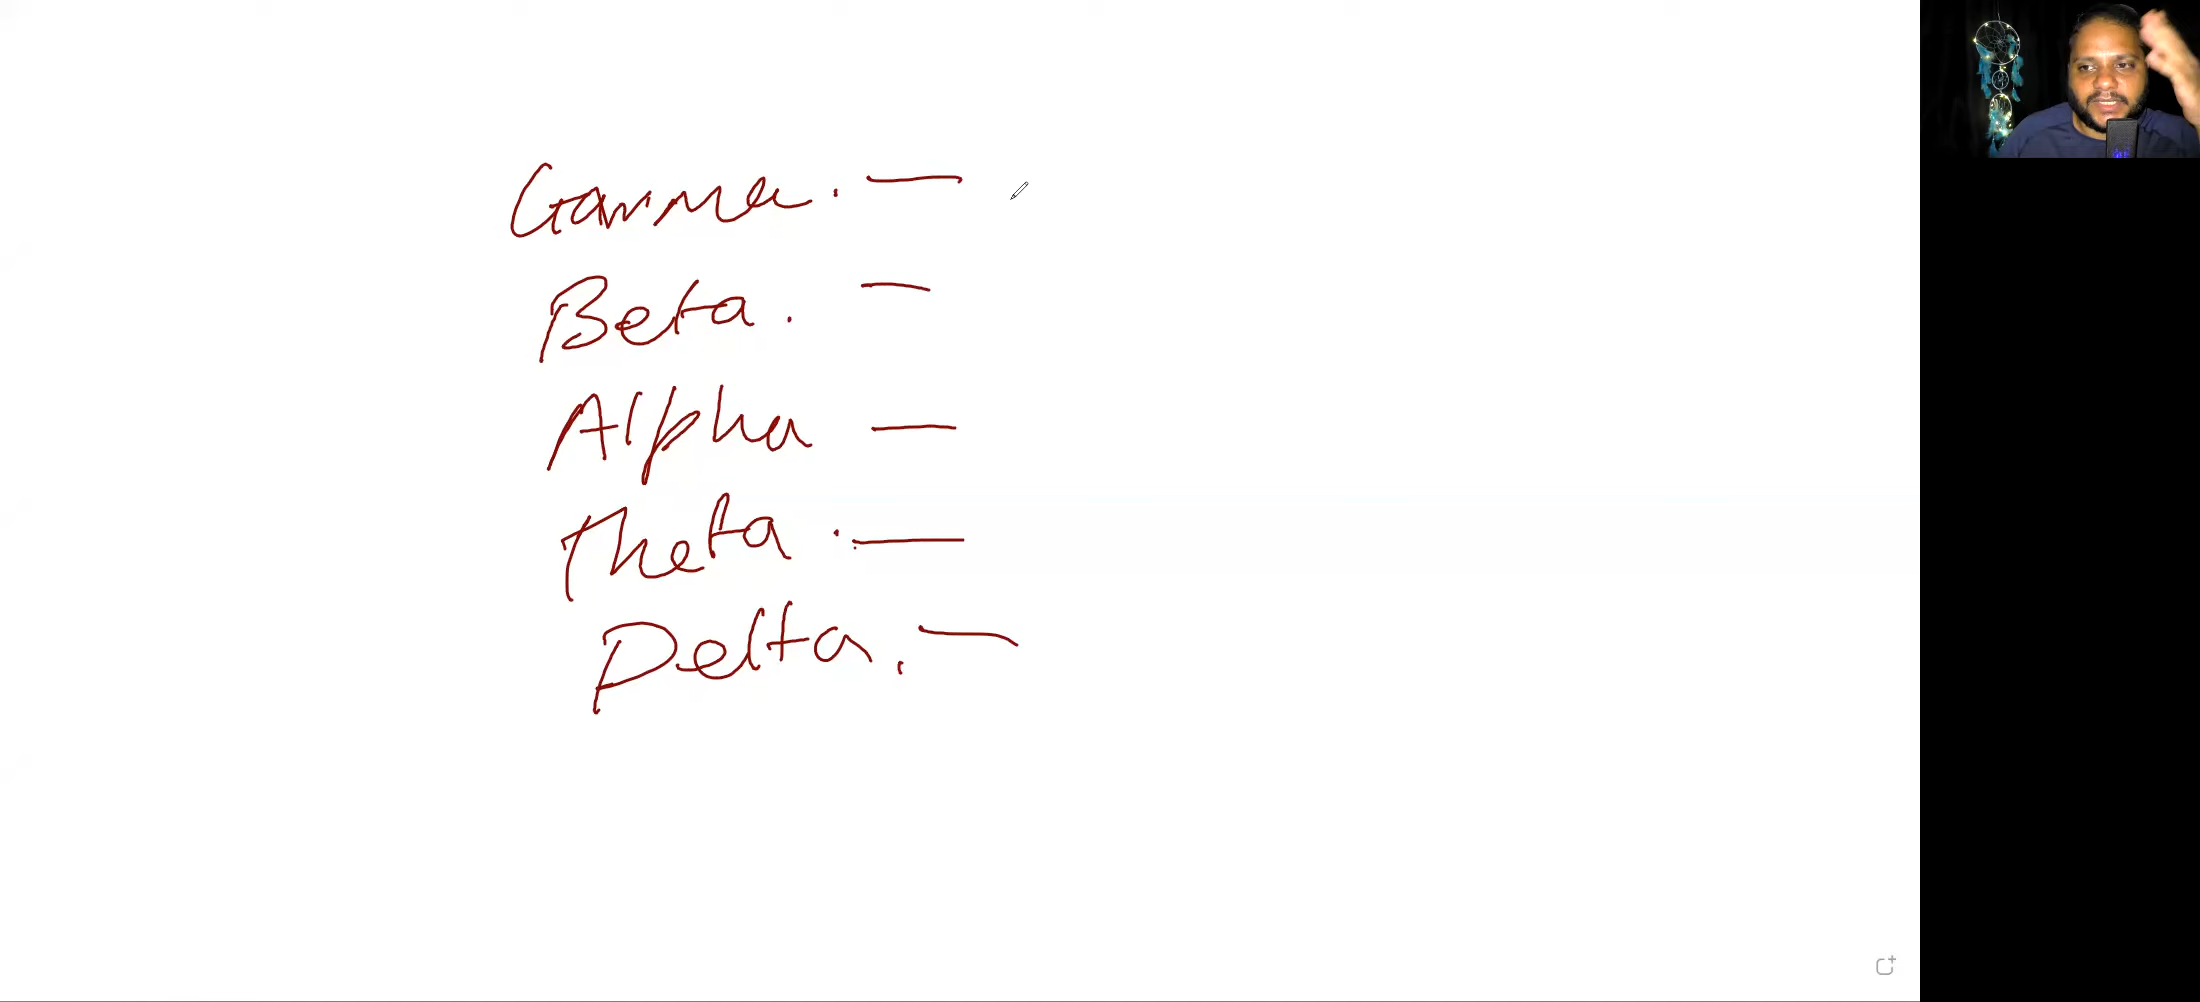 Gamma. —
Beta. —
Alpha —
Theta. —
Delta. —